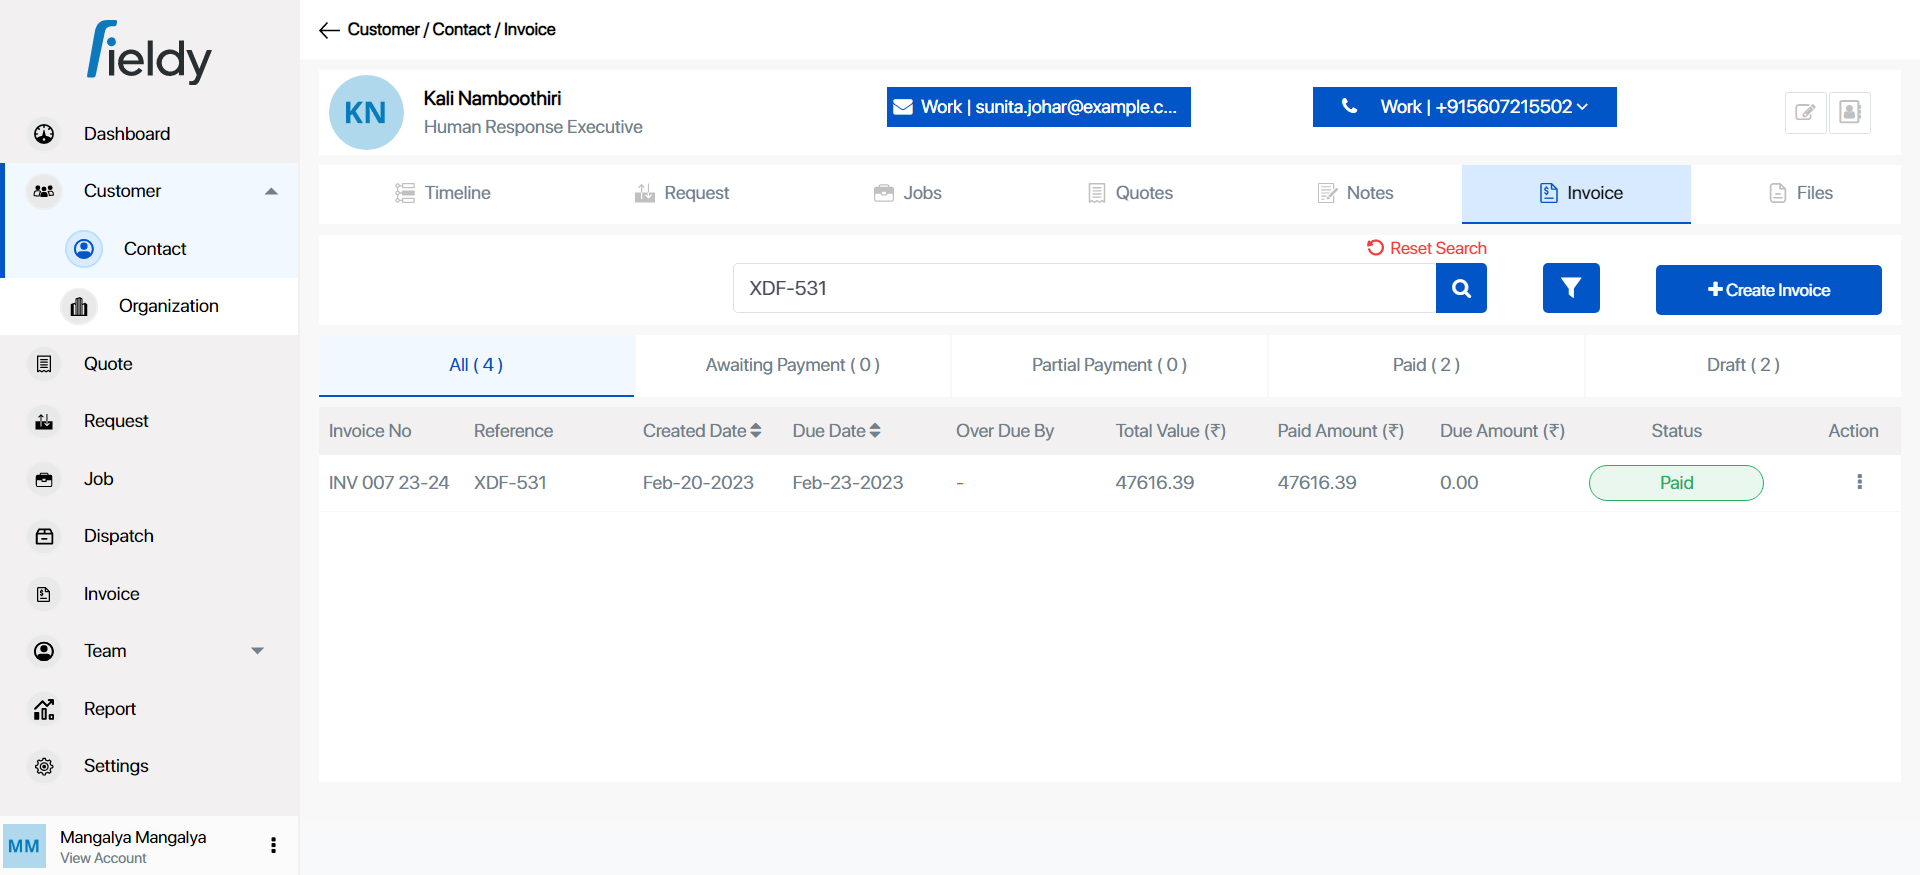 fieldy
Dashboard
Customer
Contact
Organization
Quote
Request
Job
Dispatch
Invoice
Team
Report
Settings
MM
Mangalya Mangalya
View Account
Customer / Contact / Invoice
KN
Kali Namboothiri
Human Response Executive
Work | sunita.johar@example.c...
Work | +915607215502
Timeline
Request
Jobs
Quotes
Notes
Invoice
Files
Reset Search
XDF-531
Create Invoice
All ( 4 )
Awaiting Payment ( 0 )
Partial Payment ( 0 )
Paid ( 2 )
Draft ( 2 )
Invoice No Reference Created Date Due Date Over Due By Total Value (₹) Paid Amount (₹) Due Amount (₹) Status Action
INV 007 23-24 XDF-531 Feb-20-2023 Feb-23-2023 - 47616.39 47616.39 0.00 Paid